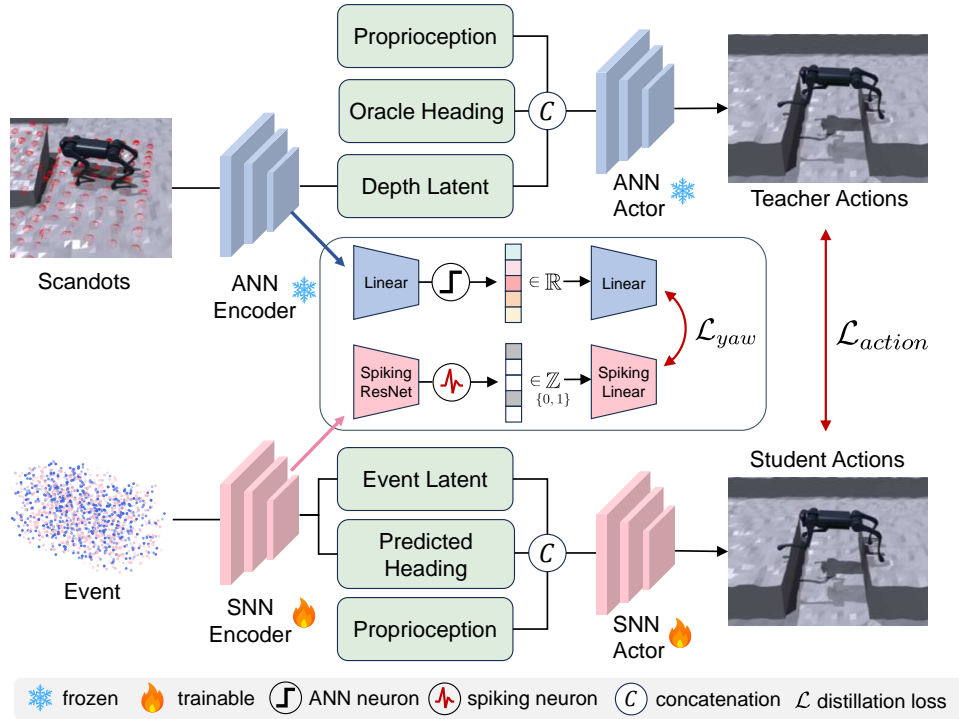 Proprioception
Oracle Heading
Depth Latent
C
ANN
Actor
Teacher Actions
Scandots
ANN
Encoder
Linear
∈ ℝ
Linear
ℒyaw
ℒaction
Spiking
ResNet
∈ ℤ
{0, 1}
Spiking
Linear
Student Actions
Event Latent
Predicted
Heading
Proprioception
C
Event
SNN
Encoder
SNN
Actor
frozen
trainable
ANN neuron
spiking neuron
C concatenation
ℒ distillation loss